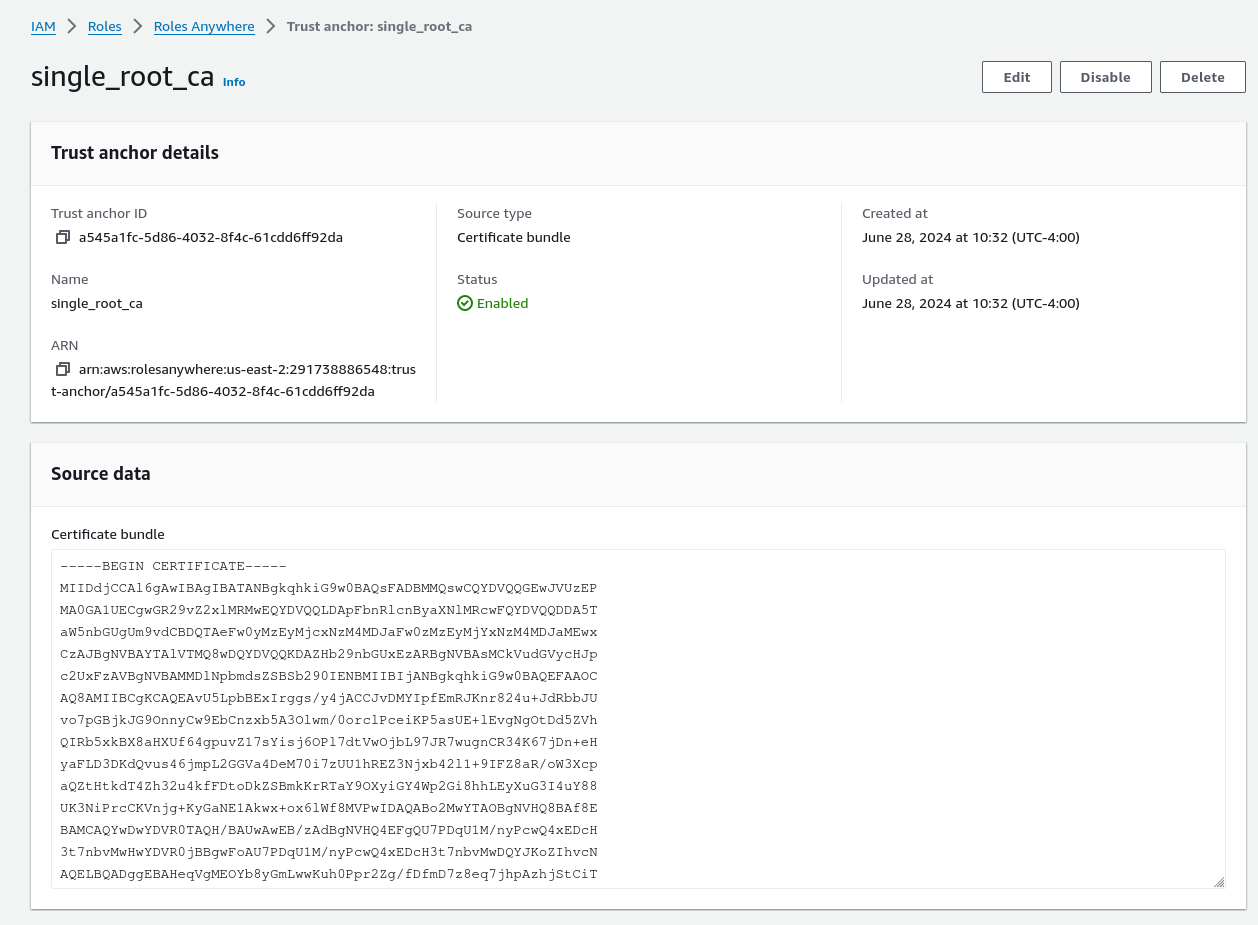 IAM > Roles > Roles Anywhere > Trust anchor: single_root_ca
single_root_ca Info
Edit Disable Delete
Trust anchor details
Trust anchor ID
a545a1fc-5d86-4032-8f4c-61cdd6ff92da
Name
single_root_ca
ARN
arn:aws:rolesanywhere:us-east-2:291738886548:trus
t-anchor/a545a1fc-5d86-4032-8f4c-61cdd6ff92da
Source type
Certificate bundle
Status
Enabled
Created at
June 28, 2024 at 10:32 (UTC-4:00)
Updated at
June 28, 2024 at 10:32 (UTC-4:00)
Source data
Certificate bundle
-----BEGIN CERTIFICATE-----
MIIDdjCCAl6gAwIBAgIBATANBgkqhkiG9w0BAQsFADBMMQswCQYDVQQGEwJVUzEP
MA0GA1UECgwGR29vZ2xlMRMwEQYDVQQLDApFbnRlcnByaXNlMRcwFQYDVQQDDA5T
aW5nbGUgUm9vdCBDQTAeFw0yMzEyMjcxNzM4MDJaFw0zMzEyMjYxNzM4MDJaMEwx
CzAJBgNVBAYTAlVTMQ8wDQYDVQQKDAZHb29nbGUxEzARBgNVBAsMCkVudGVycHJp
c2UxFzAVBgNVBAMMDlNpbmdsZSBSb290IENBMIIBIjANBgkqhkiG9w0BAQEFAAOC
AQ8AMIIBCgKCAQEAvU5LpbBExIrggs/y4jACCJvDMYIpfEmRJKnr824u+JdRbbJU
vo7pGBjkJG9OnnyCw9EbCnzxb5A3Olwm/0orclPceiKP5asUE+lEvgNgOtDd5ZVh
QIRb5xkBX8aHXUf64gpuvZ17sYisj6OPl7dtVwOjbL97JR7wugnCR34K67jDn+eH
yaFLD3DKdQvus46jmpL2GGVa4DeM70i7zUU1hREZ3Njxb42l1+9IFZ8aR/oW3Xcp
aQZtHtkdT4Zh32u4kfFDtoDkZSBmkKrRTaY9OXyiGY4Wp2Gi8hhLEyXuG3I4uY88
UK3NiPrcCKVnjg+KyGaNE1Akwx+ox6lWf8MVPwIDAQABo2MwYTAOBgNVHQ8BAf8E
BAMCAQYwDwYDVR0TAQH/BAUwAwEB/zAdBgNVHQ4EFgQU7PDqU1M/nyPcwQ4xEDcH
3t7nbvMwHwYDVR0jBBgwFoAU7PDqU1M/nyPcwQ4xEDcH3t7nbvMwDQYJKoZIhvcN
AQELBQADggEBAHeqVgMEOYb8yGmLwwKuh0Ppr2Zg/fDfmD7z8eq7jhpAzhjStCiT